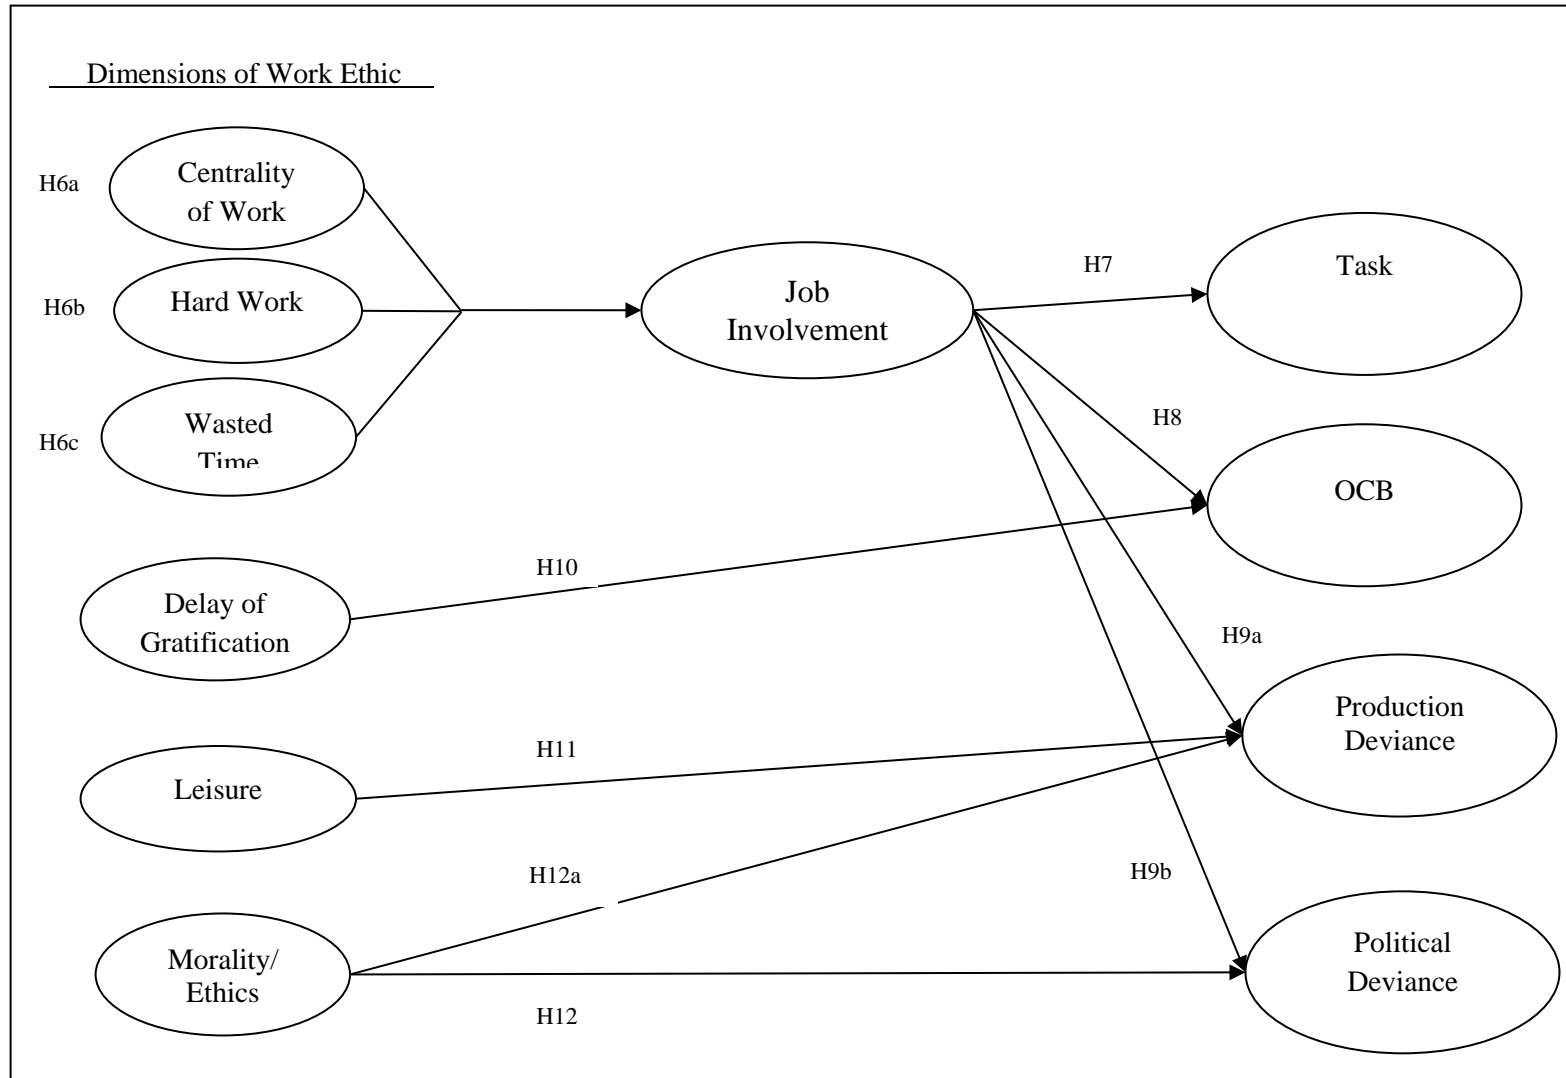 Dimensions of Work Ethic
H6a
Centrality
of Work
H6b
Hard Work
H6c
Wasted
Time
Job
Involvement
H7
Task
H8
OCB
Delay of
Gratification
H10
H9a
Production
Deviance
Leisure
H11
H12a
H9b
Morality/
Ethics
H12
Political
Deviance